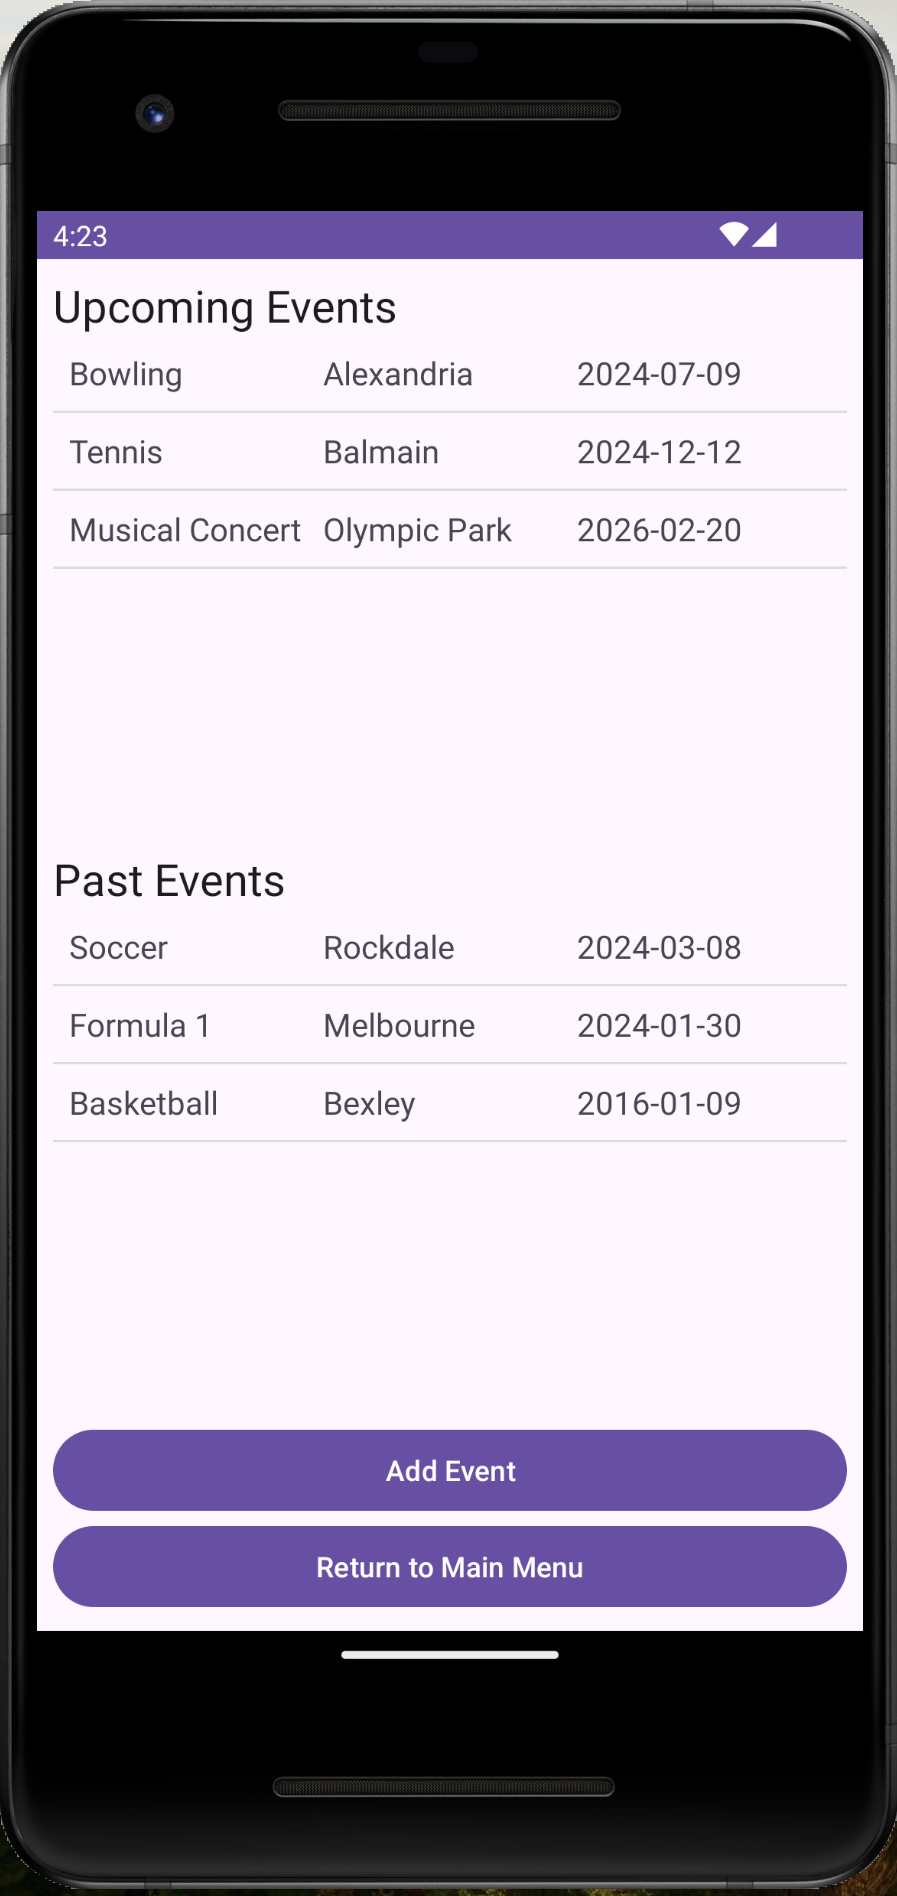 4:23
Upcoming Events
Bowling Alexandria 2024-07-09
Tennis Balmain 2024-12-12
Musical Concert Olympic Park 2026-02-20
Past Events
Soccer Rockdale 2024-03-08
Formula 1 Melbourne 2024-01-30
Basketball Bexley 2016-01-09
Add Event
Return to Main Menu